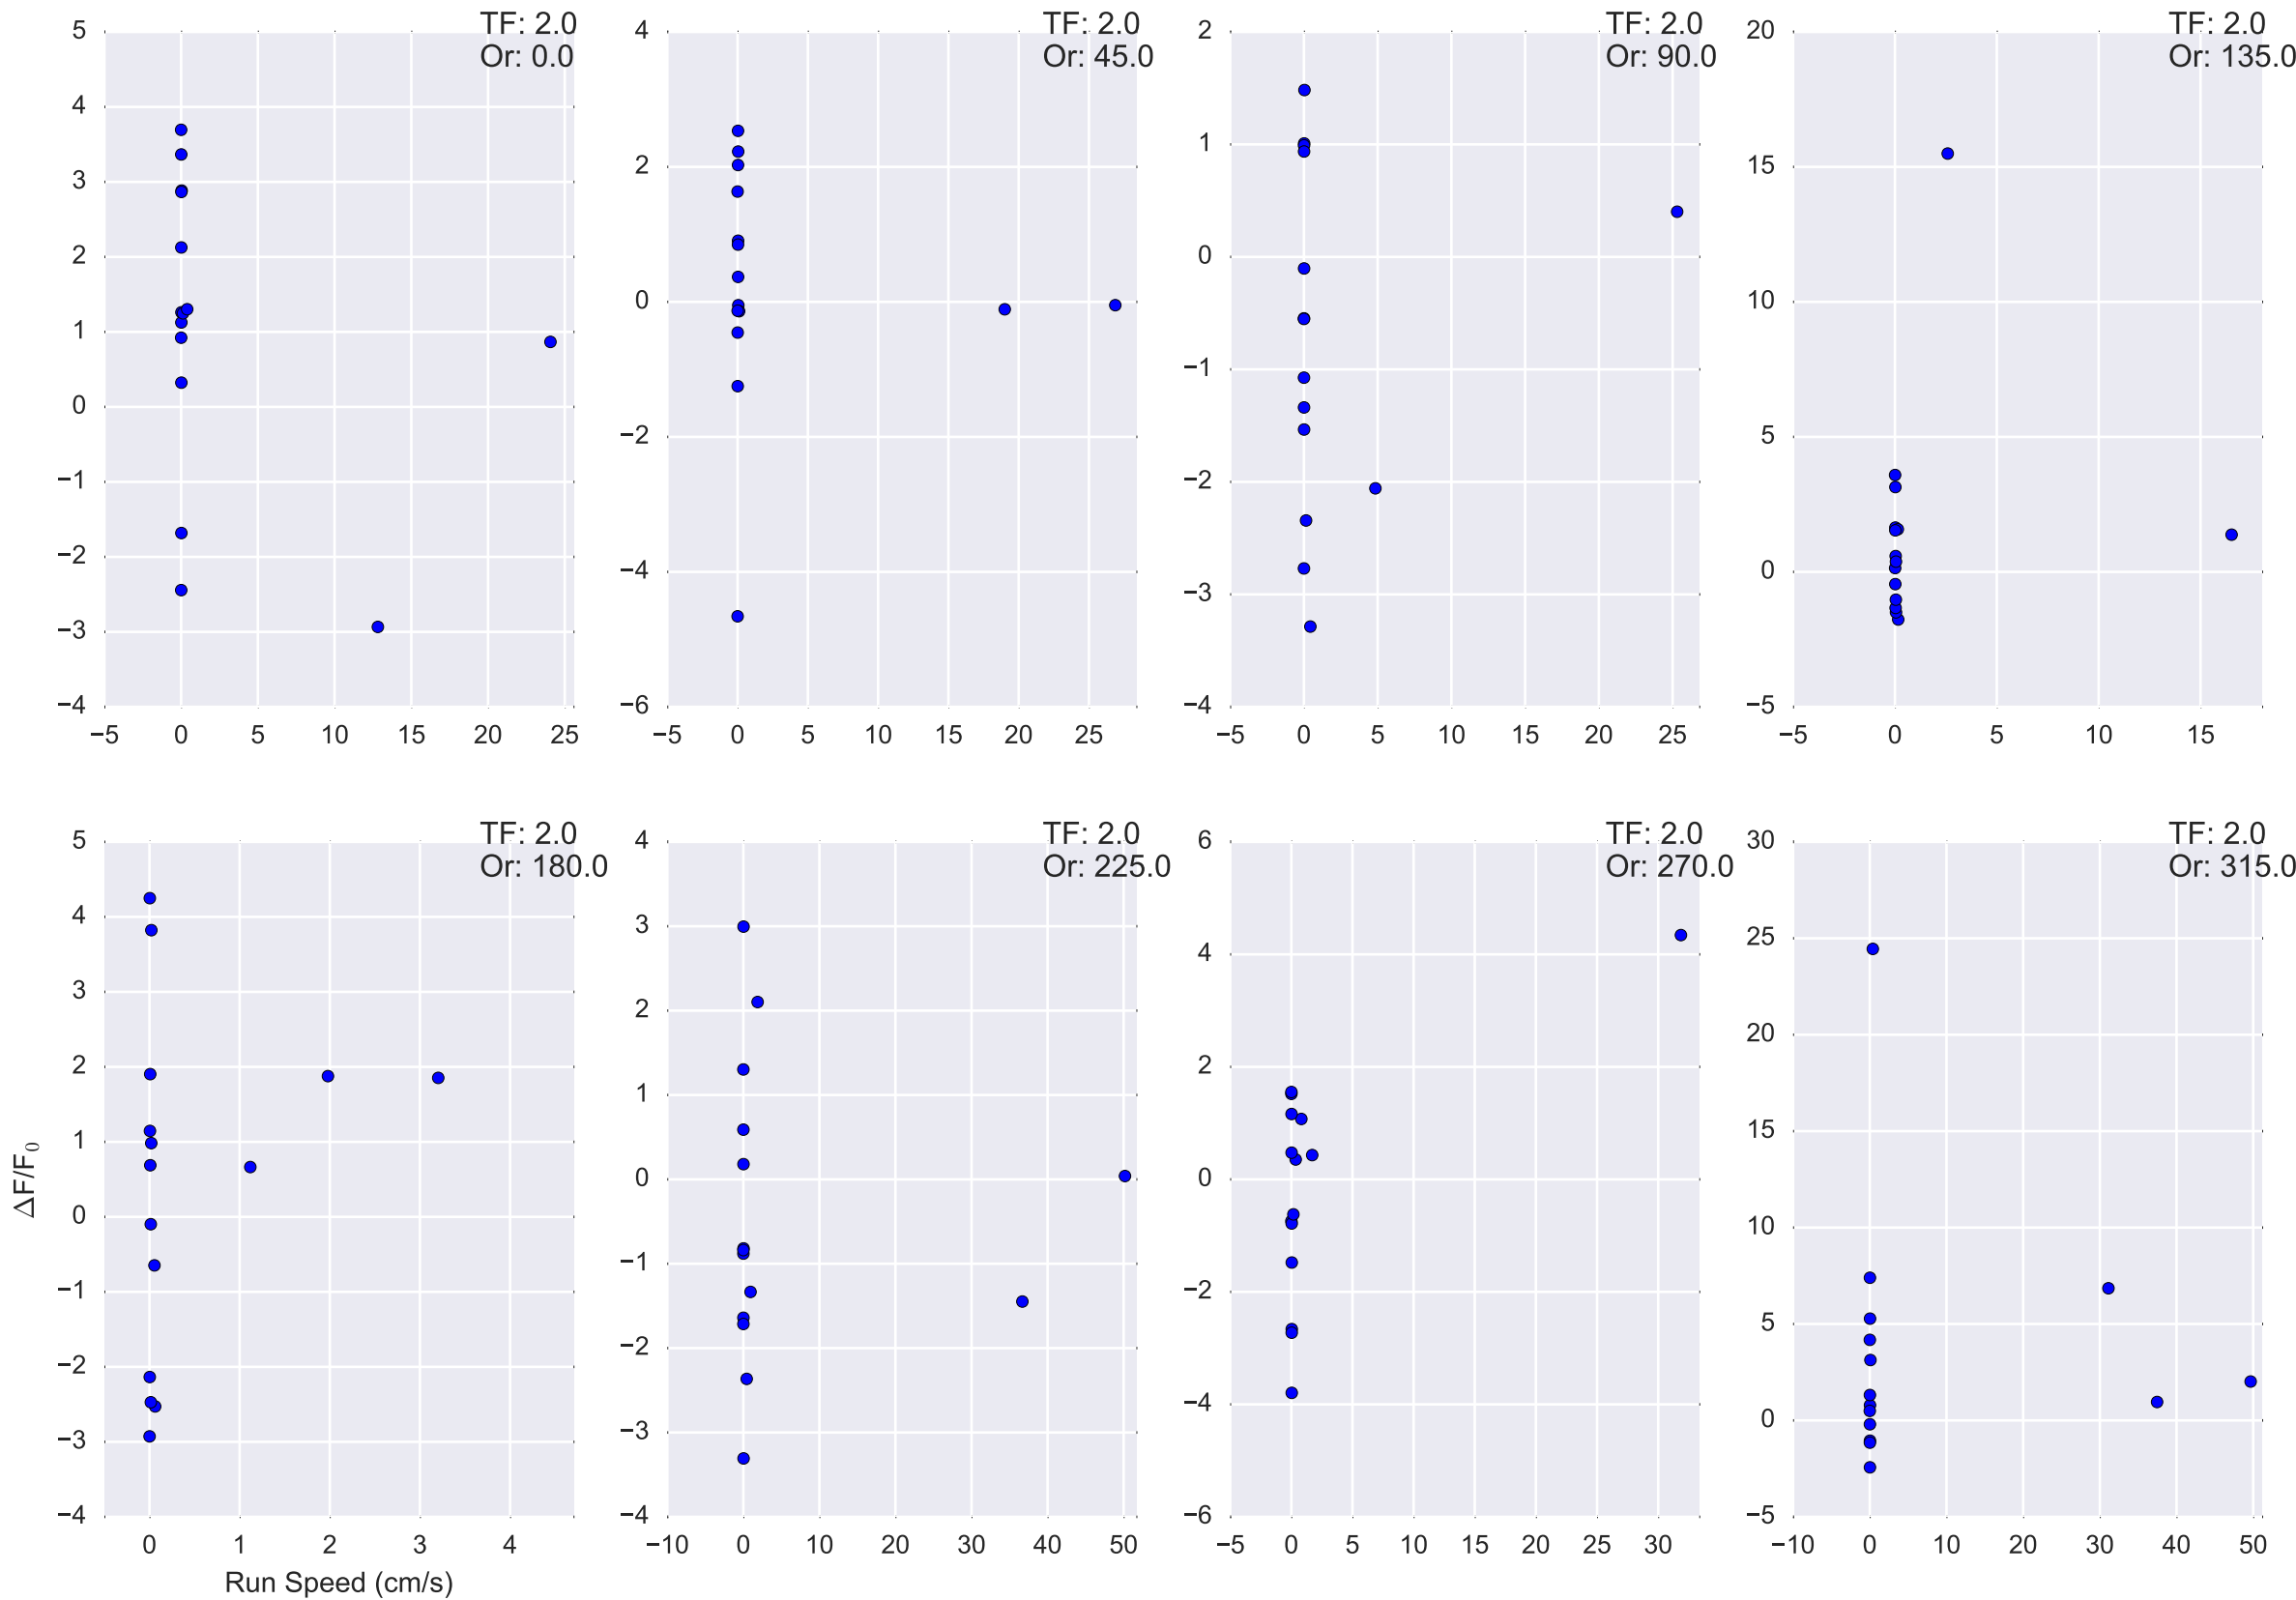 TF: 2.0
Or: 0.0
5
4
3
2
1
0
−1
−2
−3
−4
−5 0 5 10 15 20 25
TF: 2.0
Or: 45.0
4
2
0
−2
−4
−6
−5 0 5 10 15 20 25
TF: 2.0
Or: 90.0
2
1
0
−1
−2
−3
−4
−5 0 5 10 15 20 25
TF: 2.0
Or: 135.0
20
15
10
5
0
−5
−5 0 5 10 15
TF: 2.0
Or: 180.0
5
4
3
2
1
0
−1
−2
−3
−4
0 1 2 3 4
Run Speed (cm/s)
ΔF/F₀
TF: 2.0
Or: 225.0
4
3
2
1
0
−1
−2
−3
−4
−10 0 10 20 30 40 50
TF: 2.0
Or: 270.0
6
4
2
0
−2
−4
−6
−5 0 5 10 15 20 25 30
TF: 2.0
Or: 315.0
30
25
20
15
10
5
0
−5
−10 0 10 20 30 40 50